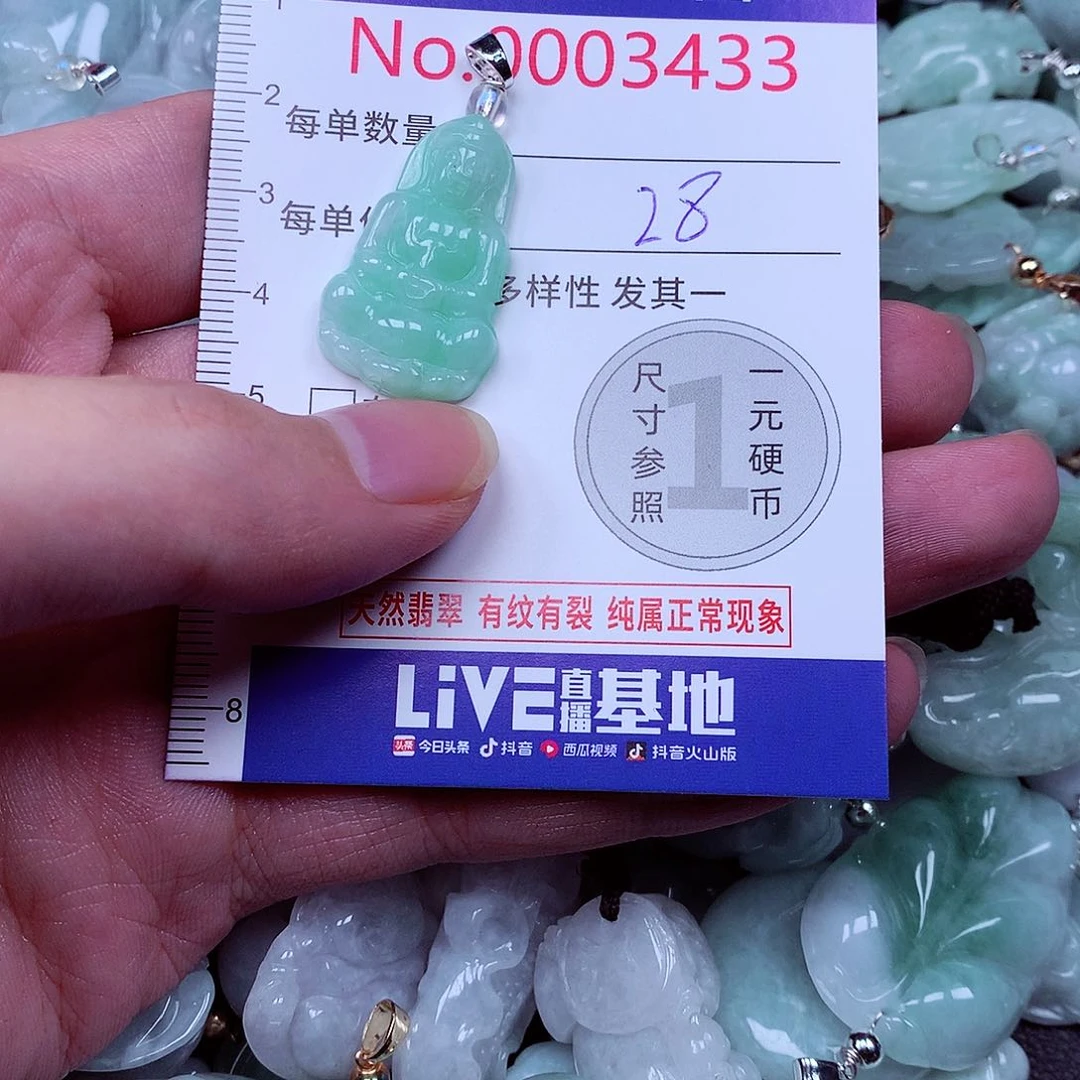 1
No.0003433
2
每单数量
3
每单
28
4
多样性 发其一
5
尺寸参照
1
一元硬币
天然翡翠 有纹有裂 纯属正常现象
8
LiVE直播基地
头条 今日头条 抖音 西瓜视频 抖音火山版